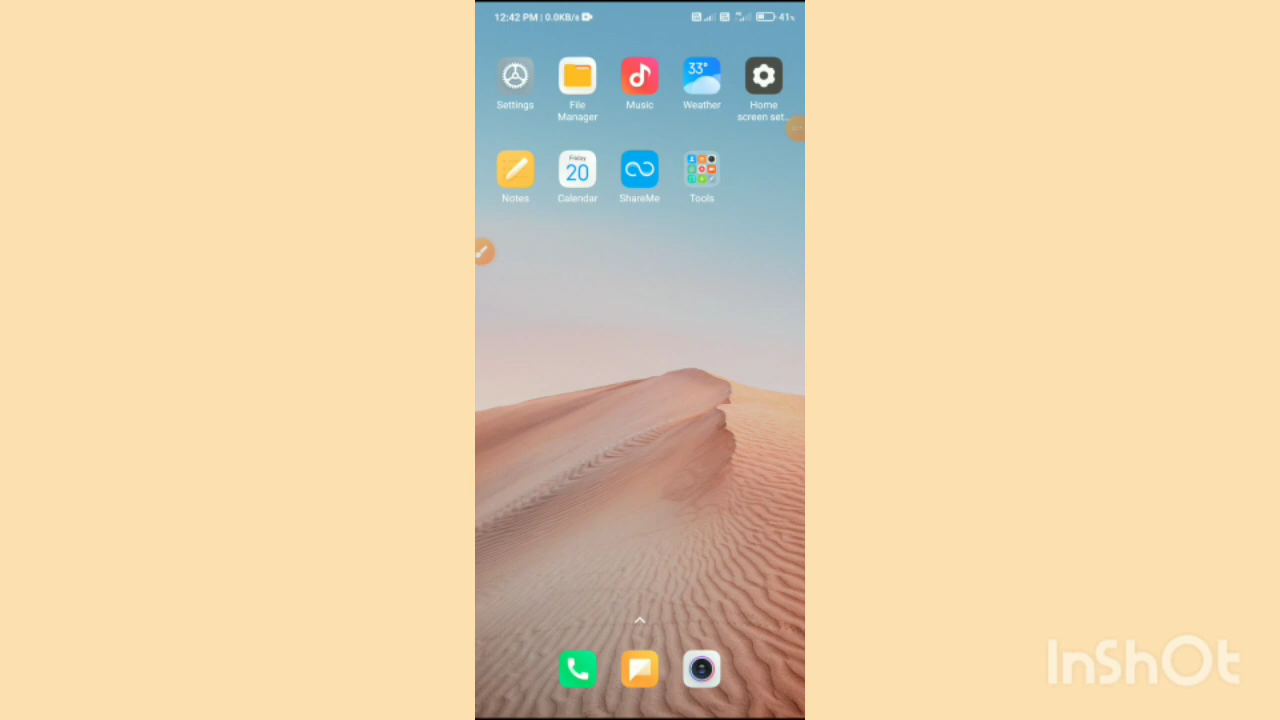 12:42 PM | 0.0KB/s
41%
33°
Settings
File Manager
Music
Weather
Home screen set...
Friday
20
Notes
Calendar
ShareMe
Tools
InShOt